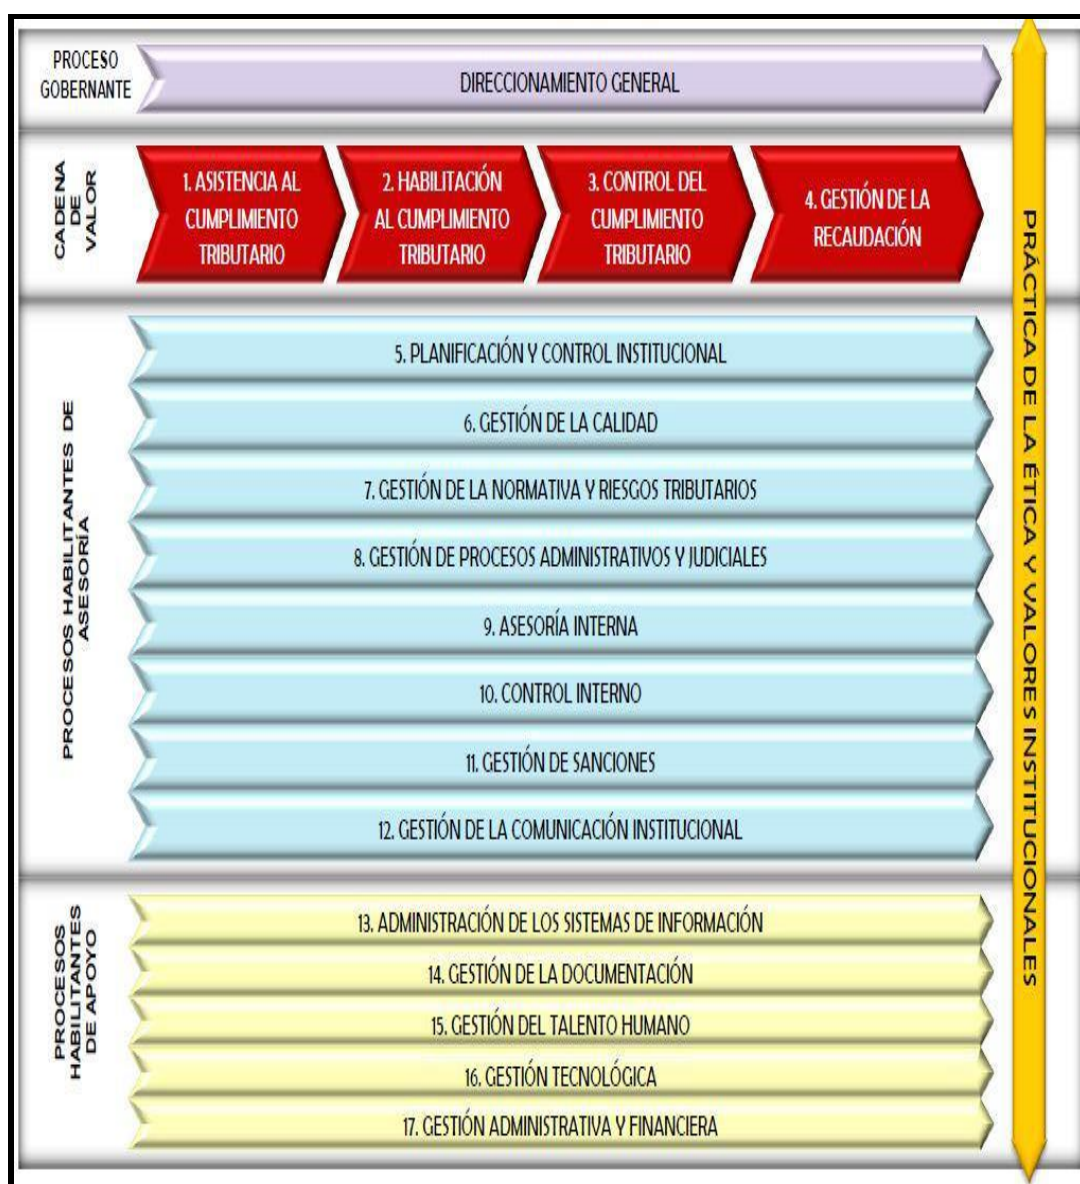 PROCESO
GOBERNANTE
DIRECCIONAMIENTO GENERAL
CADENA
DE
VALOR
1. ASISTENCIA AL
CUMPLIMIENTO
TRIBUTARIO
2. HABILITACIÓN
AL CUMPLIMIENTO
TRIBUTARIO
3. CONTROL DEL
CUMPLIMIENTO
TRIBUTARIO
4. GESTIÓN DE LA
RECAUDACIÓN
PROCESOS HABILITANTES DE
ASESORÍA
5. PLANIFICACIÓN Y CONTROL INSTITUCIONAL
6. GESTIÓN DE LA CALIDAD
7. GESTIÓN DE LA NORMATIVA Y RIESGOS TRIBUTARIOS
8. GESTIÓN DE PROCESOS ADMINISTRATIVOS Y JUDICIALES
9. ASESORÍA INTERNA
10. CONTROL INTERNO
11. GESTIÓN DE SANCIONES
12. GESTIÓN DE LA COMUNICACIÓN INSTITUCIONAL
PROCESOS
HABILITANTES
DE APOYO
13. ADMINISTRACIÓN DE LOS SISTEMAS DE INFORMACIÓN
14. GESTIÓN DE LA DOCUMENTACIÓN
15. GESTIÓN DEL TALENTO HUMANO
16. GESTIÓN TECNOLÓGICA
17. GESTIÓN ADMINISTRATIVA Y FINANCIERA
PRÁCTICA DE LA ÉTICA Y VALORES INSTITUCIONALES